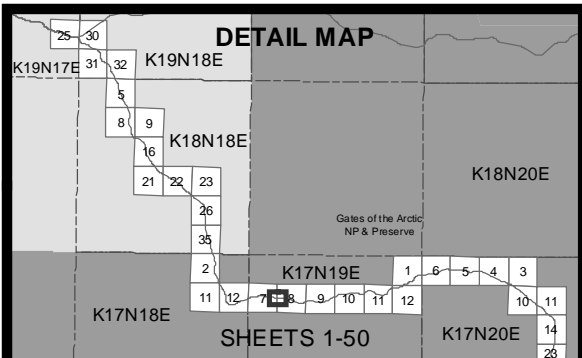 DETAIL MAP
25 30
K19N17E 31 32 K19N18E
5
8 9
K18N18E
16
21 22 23
K18N20E
26
Gates of the Arctic
NP & Preserve
35
2
K17N19E
1 6 5 4 3
11 12 7 8 9 10 11 12
10 11
K17N18E
14
SHEETS 1-50
K17N20E
23